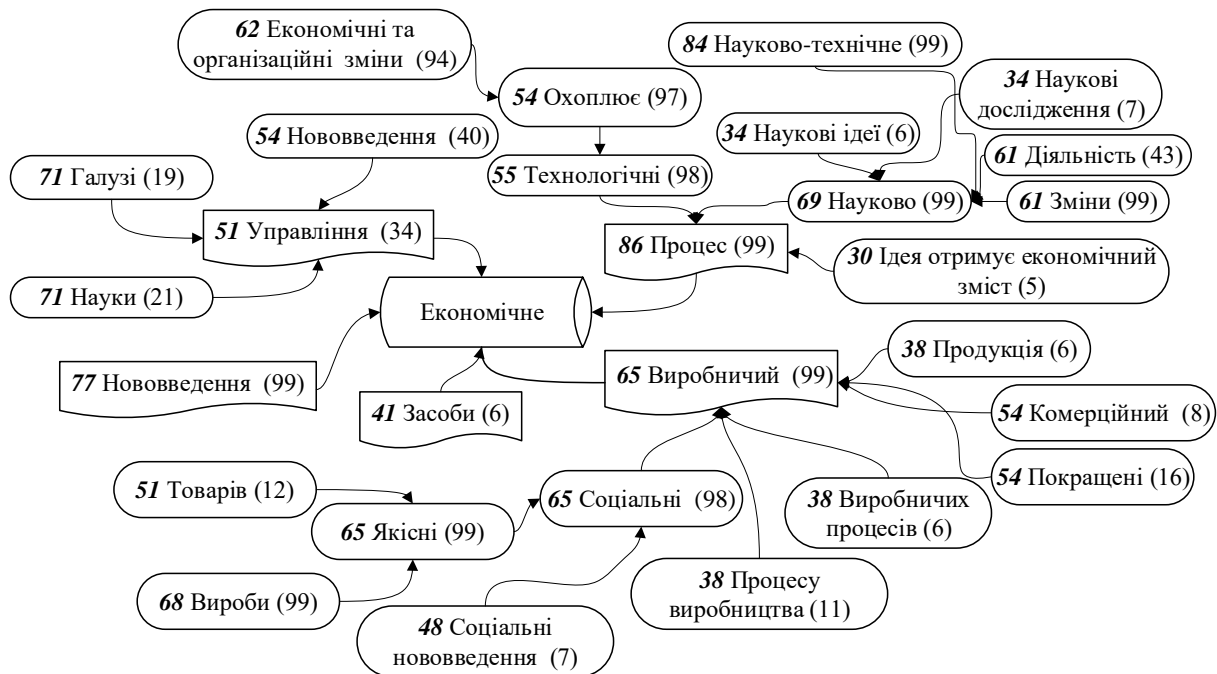 62 Економічні та
організаційні зміни (94)
84 Науково-технічне (99)
34 Наукові
дослідження (7)
54 Охоплює (97)
54 Нововведення (40)
34 Наукові ідеї (6)
61 Діяльність (43)
71 Галузі (19)
55 Технологічні (98)
69 Науково (99)
61 Зміни (99)
51 Управління (34)
86 Процес (99)
30 Ідея отримує економічний
зміст (5)
71 Науки (21)
Економічне
38 Продукція (6)
77 Нововведення (99)
65 Виробничий (99)
41 Засоби (6)
54 Комерційний (8)
54 Покращені (16)
51 Товарів (12)
65 Соціальні (98)
38 Виробничих
процесів (6)
65 Якісні (99)
38 Процесу
виробництва (11)
68 Вироби (99)
48 Соціальні
нововведення (7)